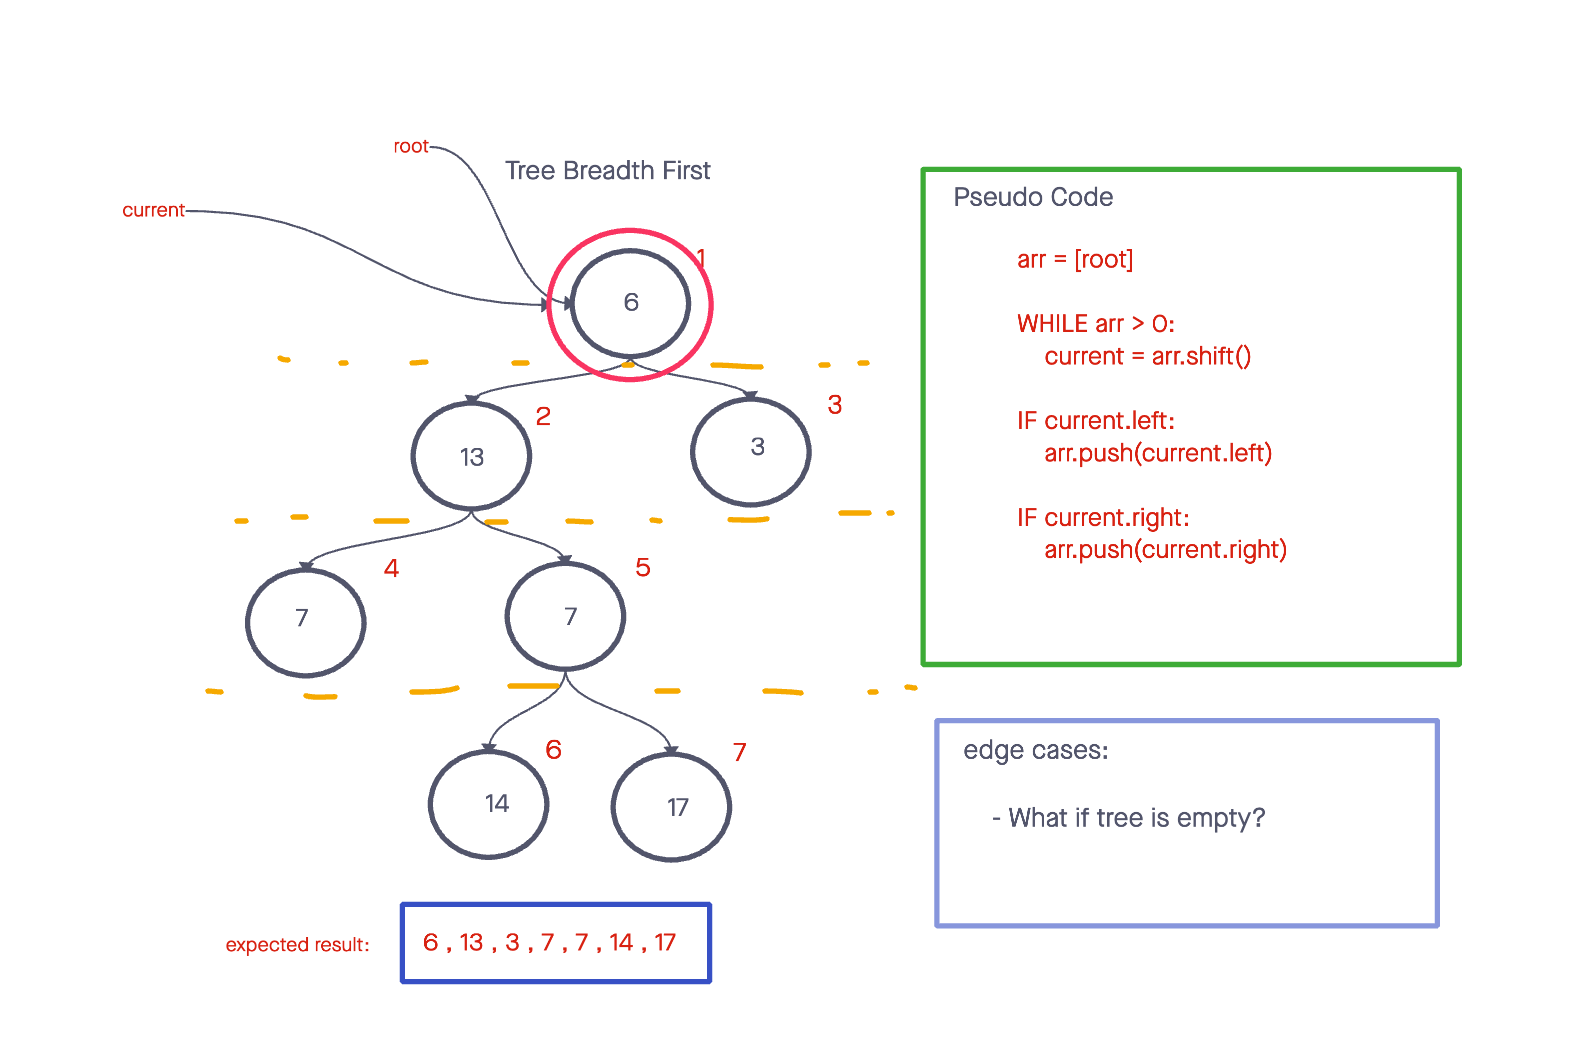 root
Tree Breadth First
current
1
6
2
3
13
3
4
5
7
7
6
7
14
17
expected result:
6 , 13 , 3 , 7 , 7 , 14 , 17
Pseudo Code
arr = [root]
WHILE arr > 0:
current = arr.shift()
IF current.left:
arr.push(current.left)
IF current.right:
arr.push(current.right)
edge cases:
- What if tree is empty?